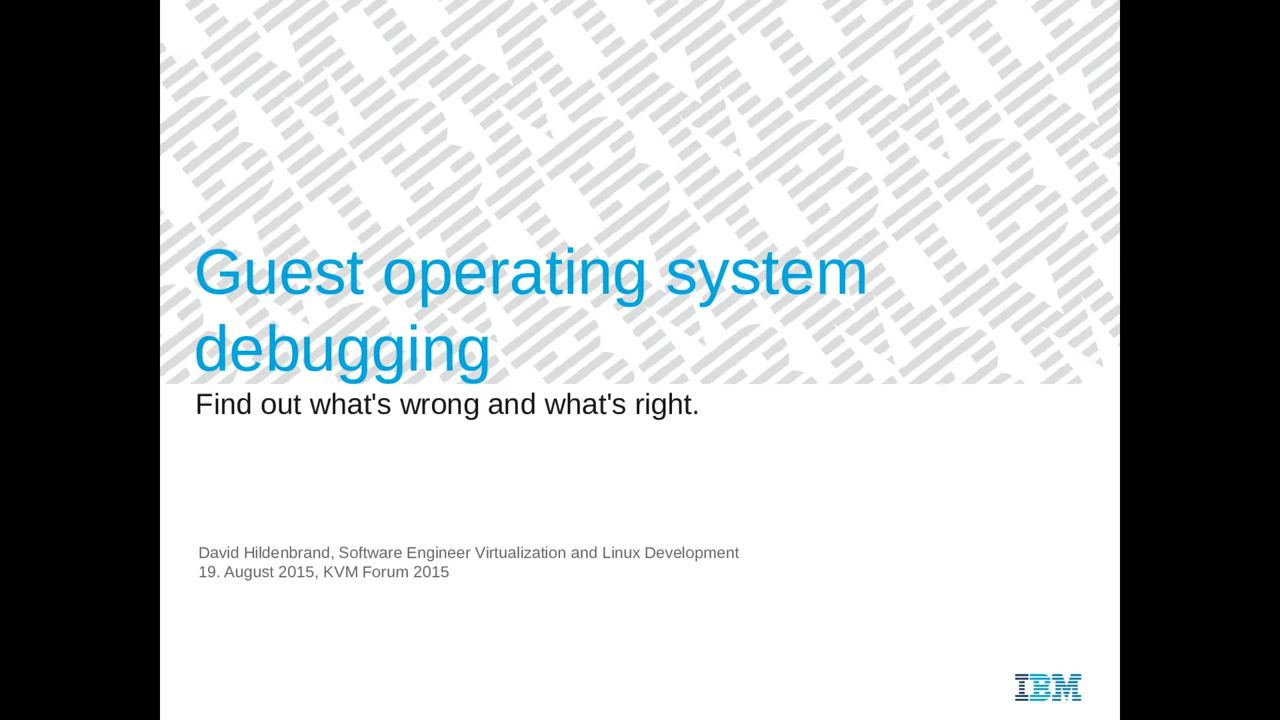 Guest operating system
debugging
Find out what's wrong and what's right.
David Hildenbrand, Software Engineer Virtualization and Linux Development
19. August 2015, KVM Forum 2015
IBM